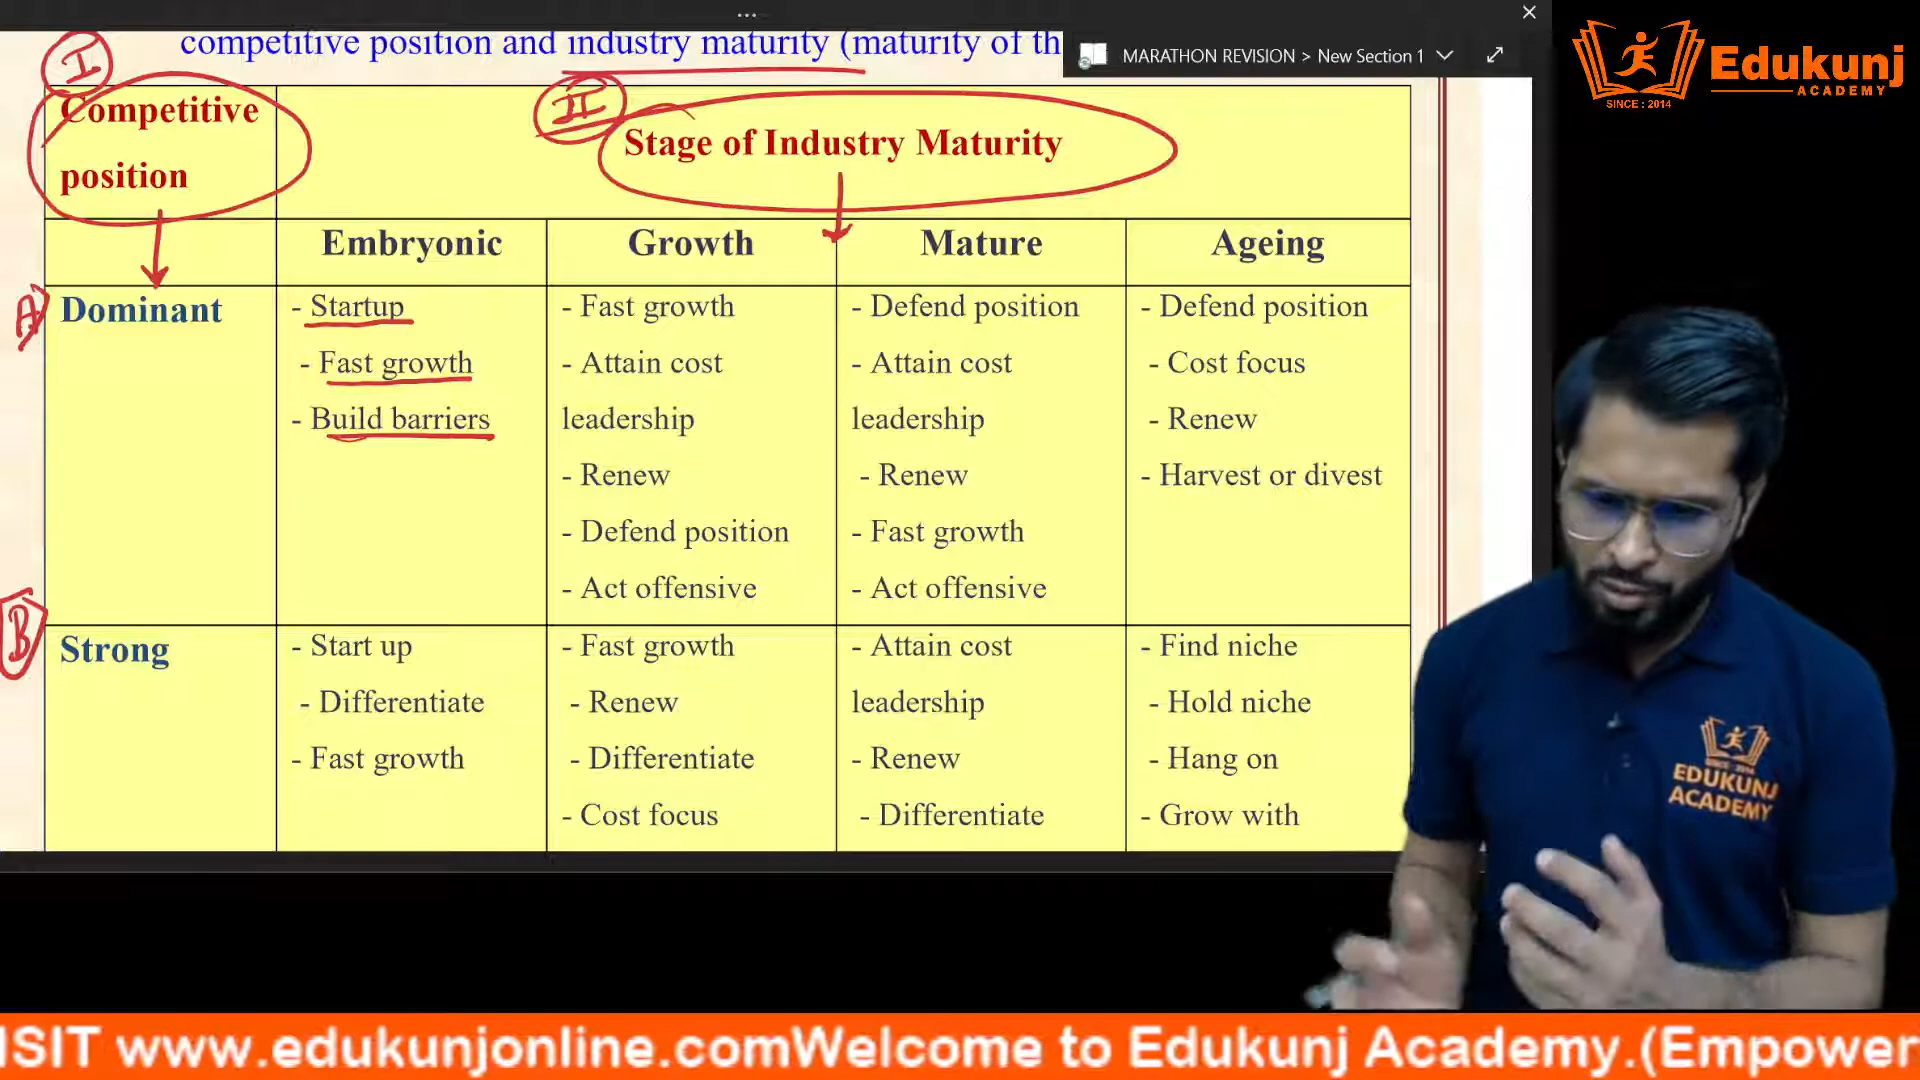 ...
competitive position and industry maturity (maturity of th
MARATHON REVISION > New Section 1
Edukunj
ACADEMY
SINCE : 2014
I
II
Competitive position
Stage of Industry Maturity
Embryonic
Growth
Mature
Ageing
A
Dominant
- Startup
- Fast growth
- Build barriers
- Fast growth
- Attain cost
leadership
- Renew
- Defend position
- Act offensive
- Defend position
- Attain cost
leadership
- Renew
- Fast growth
- Act offensive
- Defend position
- Cost focus
- Renew
- Harvest or divest
B
Strong
- Start up
- Differentiate
- Fast growth
- Fast growth
- Renew
- Differentiate
- Cost focus
- Attain cost
leadership
- Renew
- Differentiate
- Find niche
- Hold niche
- Hang on
- Grow with
EDUKUNJ
ACADEMY
ISIT www.edukunjonline.comWelcome to Edukunj Academy.(Empower